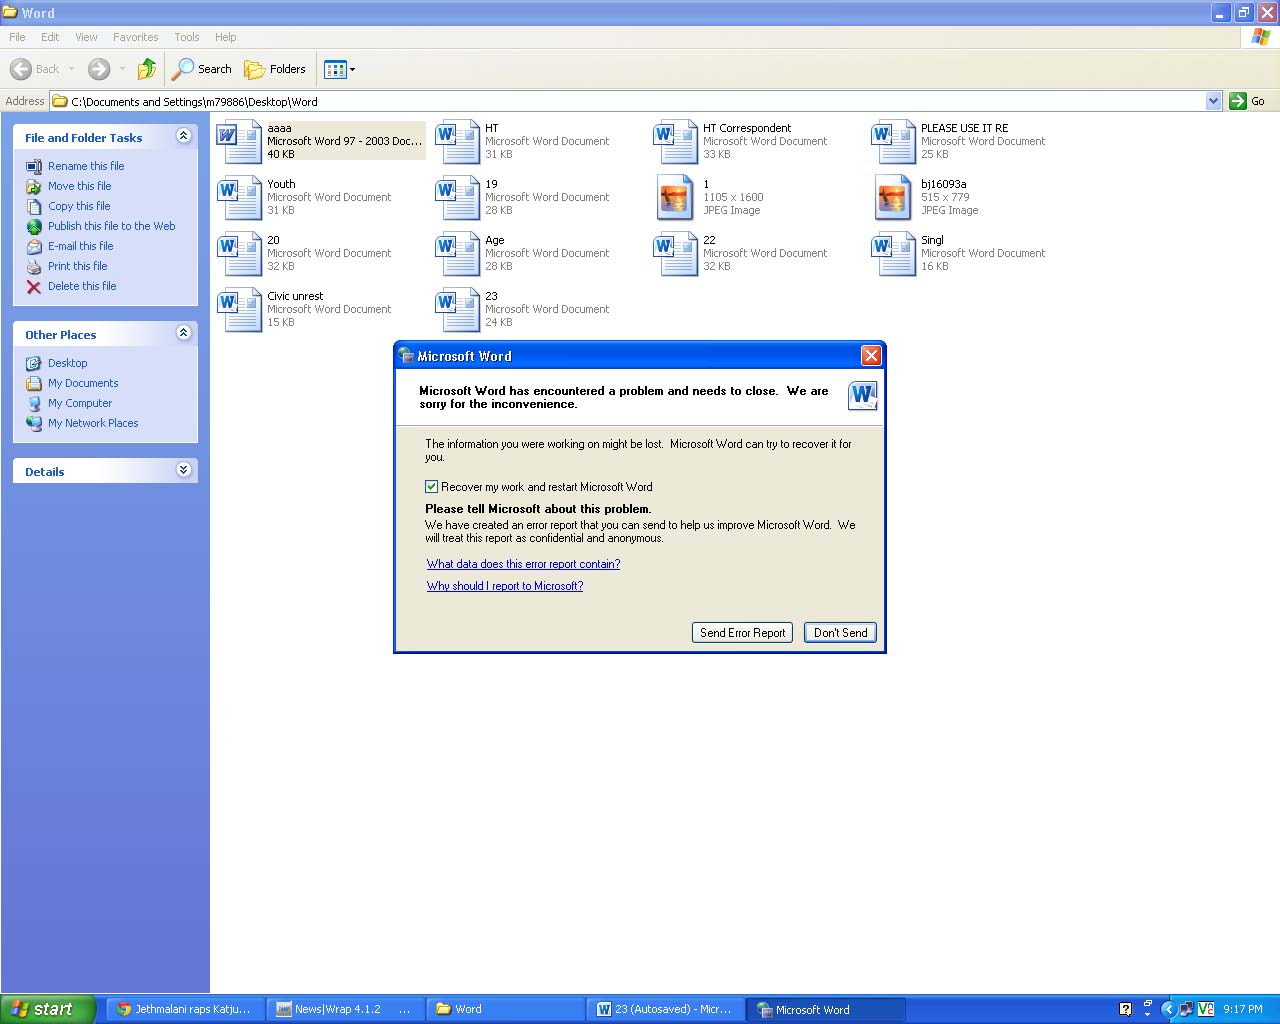 Word
File Edit View Favorites Tools Help
Back Search Folders
Address C:\Documents and Settings\m79886\Desktop\Word Go
File and Folder Tasks
Rename this file
Move this file
Copy this file
Publish this file to the Web
E-mail this file
Print this file
Delete this file
Other Places
Desktop
My Documents
My Computer
My Network Places
Details
aaaa
Microsoft Word 97 - 2003 Doc...
40 KB
HT
Microsoft Word Document
31 KB
HT Correspondent
Microsoft Word Document
33 KB
PLEASE USE IT RE
Microsoft Word Document
25 KB
Youth
Microsoft Word Document
31 KB
19
Microsoft Word Document
28 KB
1
1105 x 1600
JPEG Image
bj16093a
515 x 779
JPEG Image
20
Microsoft Word Document
32 KB
Age
Microsoft Word Document
28 KB
22
Microsoft Word Document
32 KB
Singl
Microsoft Word Document
16 KB
Civic unrest
Microsoft Word Document
15 KB
23
Microsoft Word Document
24 KB
Microsoft Word
Microsoft Word has encountered a problem and needs to close. We are
sorry for the inconvenience.
The information you were working on might be lost. Microsoft Word can try to recover it for
you.
Recover my work and restart Microsoft Word
Please tell Microsoft about this problem.
We have created an error report that you can send to help us improve Microsoft Word. We
will treat this report as confidential and anonymous.
What data does this error report contain?
Why should I report to Microsoft?
Send Error Report Don't Send
start Jethmalani raps Katju... News|Wrap 4.1.2 ... Word 23 (Autosaved) - Micr... Microsoft Word 9:17 PM